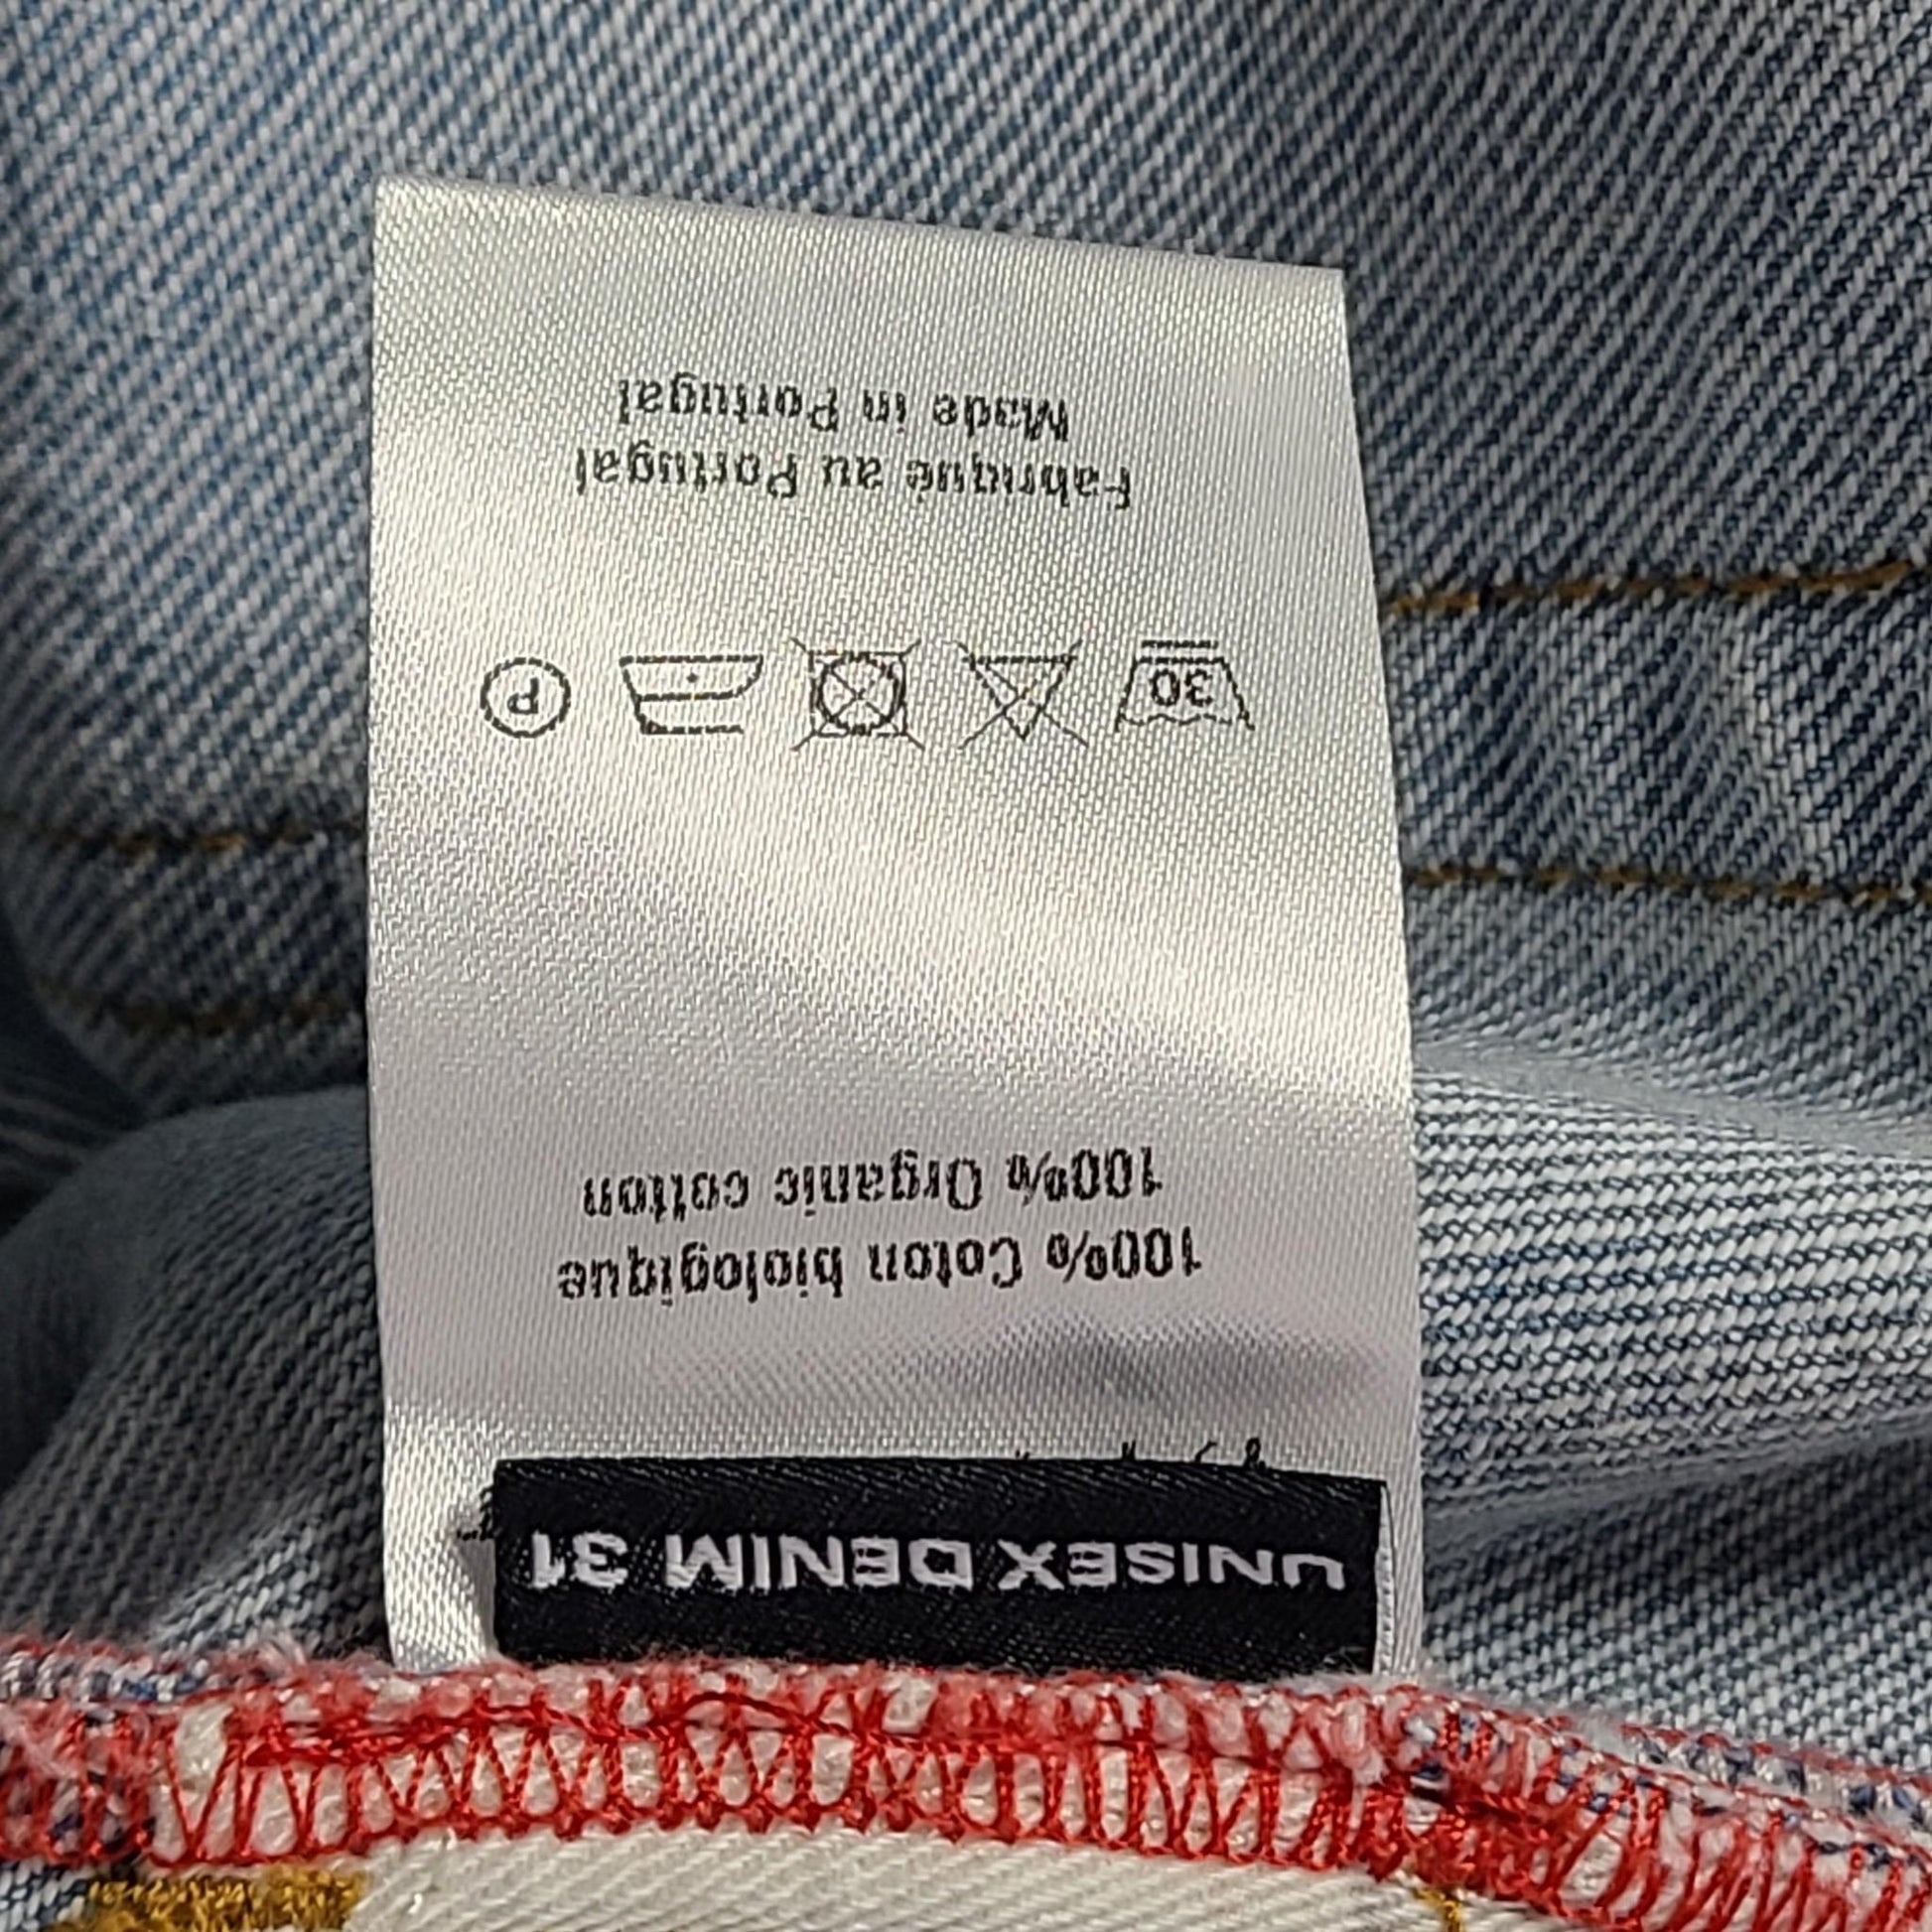 UNISEX DENIM 31
100% Coton biologique
100% Organic cotton
30
P
Fabriqué au Portugal
Made in Portugal